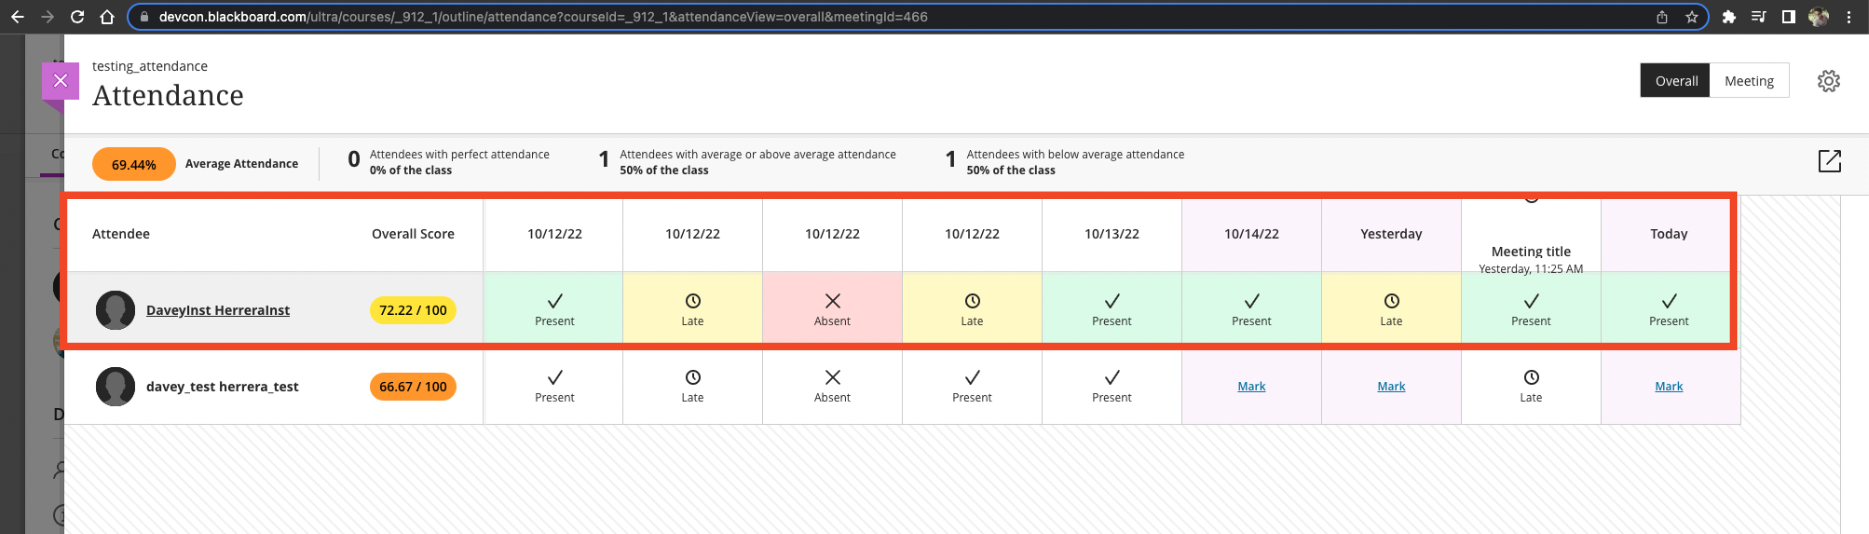 devcon.blackboard.com/ultra/courses/_912_1/outline/attendance?courseId=_912_1&attendanceView=overall&meetingId=466
testing_attendance
Attendance
Overall
Meeting
69.44%
Average Attendance
0 Attendees with perfect attendance
0% of the class
1 Attendees with average or above average attendance
50% of the class
1 Attendees with below average attendance
50% of the class
Attendee Overall Score 10/12/22 10/12/22 10/12/22 10/12/22 10/13/22 10/14/22 Yesterday Meeting title Today
Yesterday, 11:25 AM
DaveyInst HerreraInst 72.22 / 100 Present Late Absent Late Present Present Late Present Present
davey_test herrera_test 66.67 / 100 Present Late Absent Present Present Mark Mark Late Mark